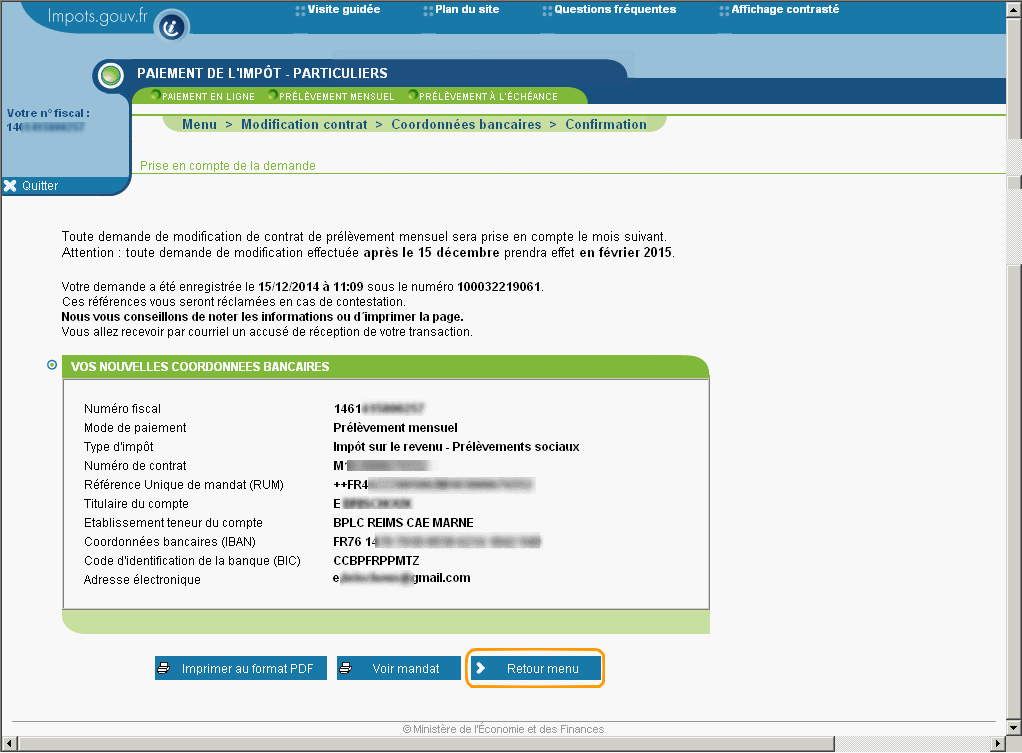 Impots.gouv.fr
Visite guidée
Plan du site
Questions fréquentes
Affichage contrasté
PAIEMENT DE L'IMPÔT - PARTICULIERS
PAIEMENT EN LIGNE
PRÉLÈVEMENT MENSUEL
PRÉLÈVEMENT À L'ÉCHÉANCE
Votre n° fiscal :
Menu > Modification contrat > Coordonnées bancaires > Confirmation
Prise en compte de la demande
Quitter
Toute demande de modification de contrat de prélèvement mensuel sera prise en compte le mois suivant.
Attention : toute demande de modification effectuée après le 15 décembre prendra effet en février 2015.
Votre demande a été enregistrée le 15/12/2014 à 11:09 sous le numéro 100032219061.
Ces références vous seront réclamées en cas de contestation.
Nous vous conseillons de noter les informations ou d´imprimer la page.
Vous allez recevoir par courriel un accusé de réception de votre transaction.
VOS NOUVELLES COORDONNEES BANCAIRES
Numéro fiscal 1461
Mode de paiement Prélèvement mensuel
Type d'impôt Impôt sur le revenu - Prélèvements sociaux
Numéro de contrat M1
Référence Unique de mandat (RUM) ++FR4
Titulaire du compte E
Etablissement teneur du compte BPLC REIMS CAE MARNE
Coordonnées bancaires (IBAN) FR76 14
Code d'identification de la banque (BIC) CCBPFRPPMTZ
Adresse électronique e gmail.com
Imprimer au format PDF
Voir mandat
Retour menu
© Ministère de l'Économie et des Finances